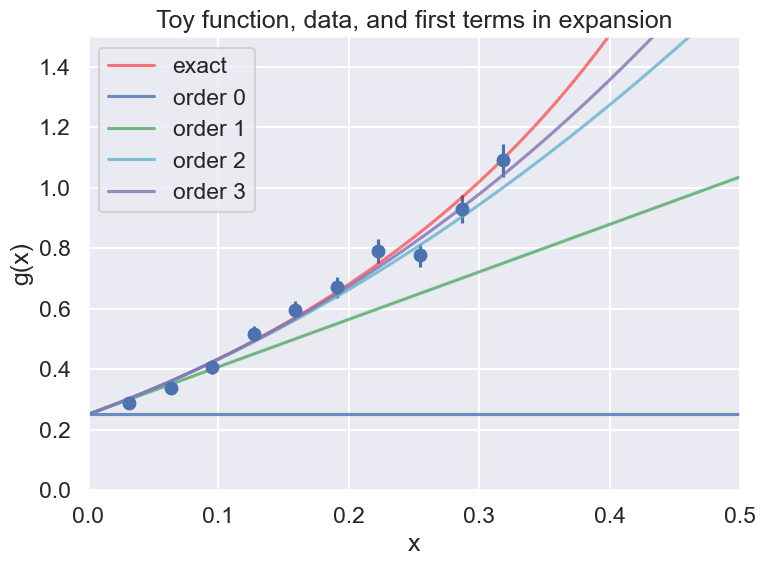 Toy function, data, and first terms in expansion
exact
order 0
order 1
order 2
order 3
g(x)
1.4
1.2
1.0
0.8
0.6
0.4
0.2
0.0
0.0 0.1 0.2 0.3 0.4 0.5
x